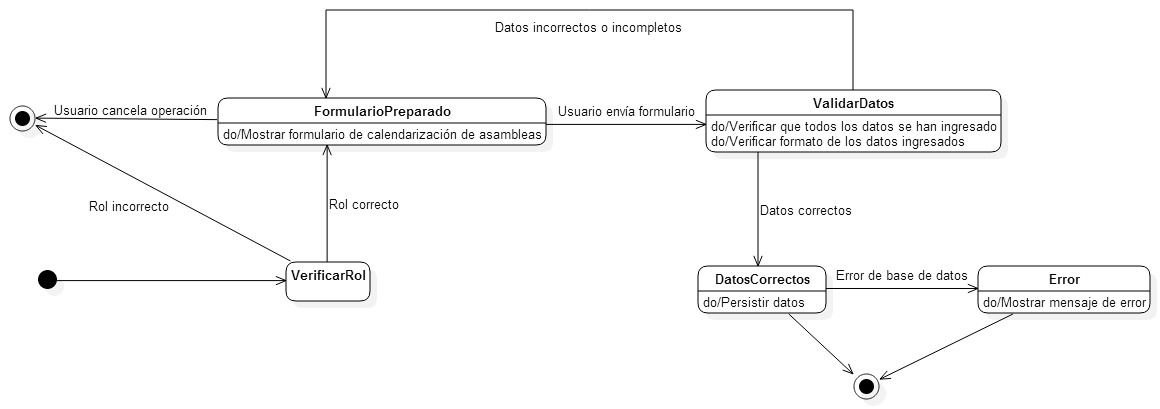 Datos incorrectos o incompletos
Usuario cancela operación
FormularioPreparado
do/Mostrar formulario de calendarización de asambleas
Usuario envía formulario
ValidarDatos
do/Verificar que todos los datos se han ingresado
do/Verificar formato de los datos ingresados
Rol incorrecto
Rol correcto
Datos correctos
VerificarRol
DatosCorrectos
do/Persistir datos
Error de base de datos
Error
do/Mostrar mensaje de error